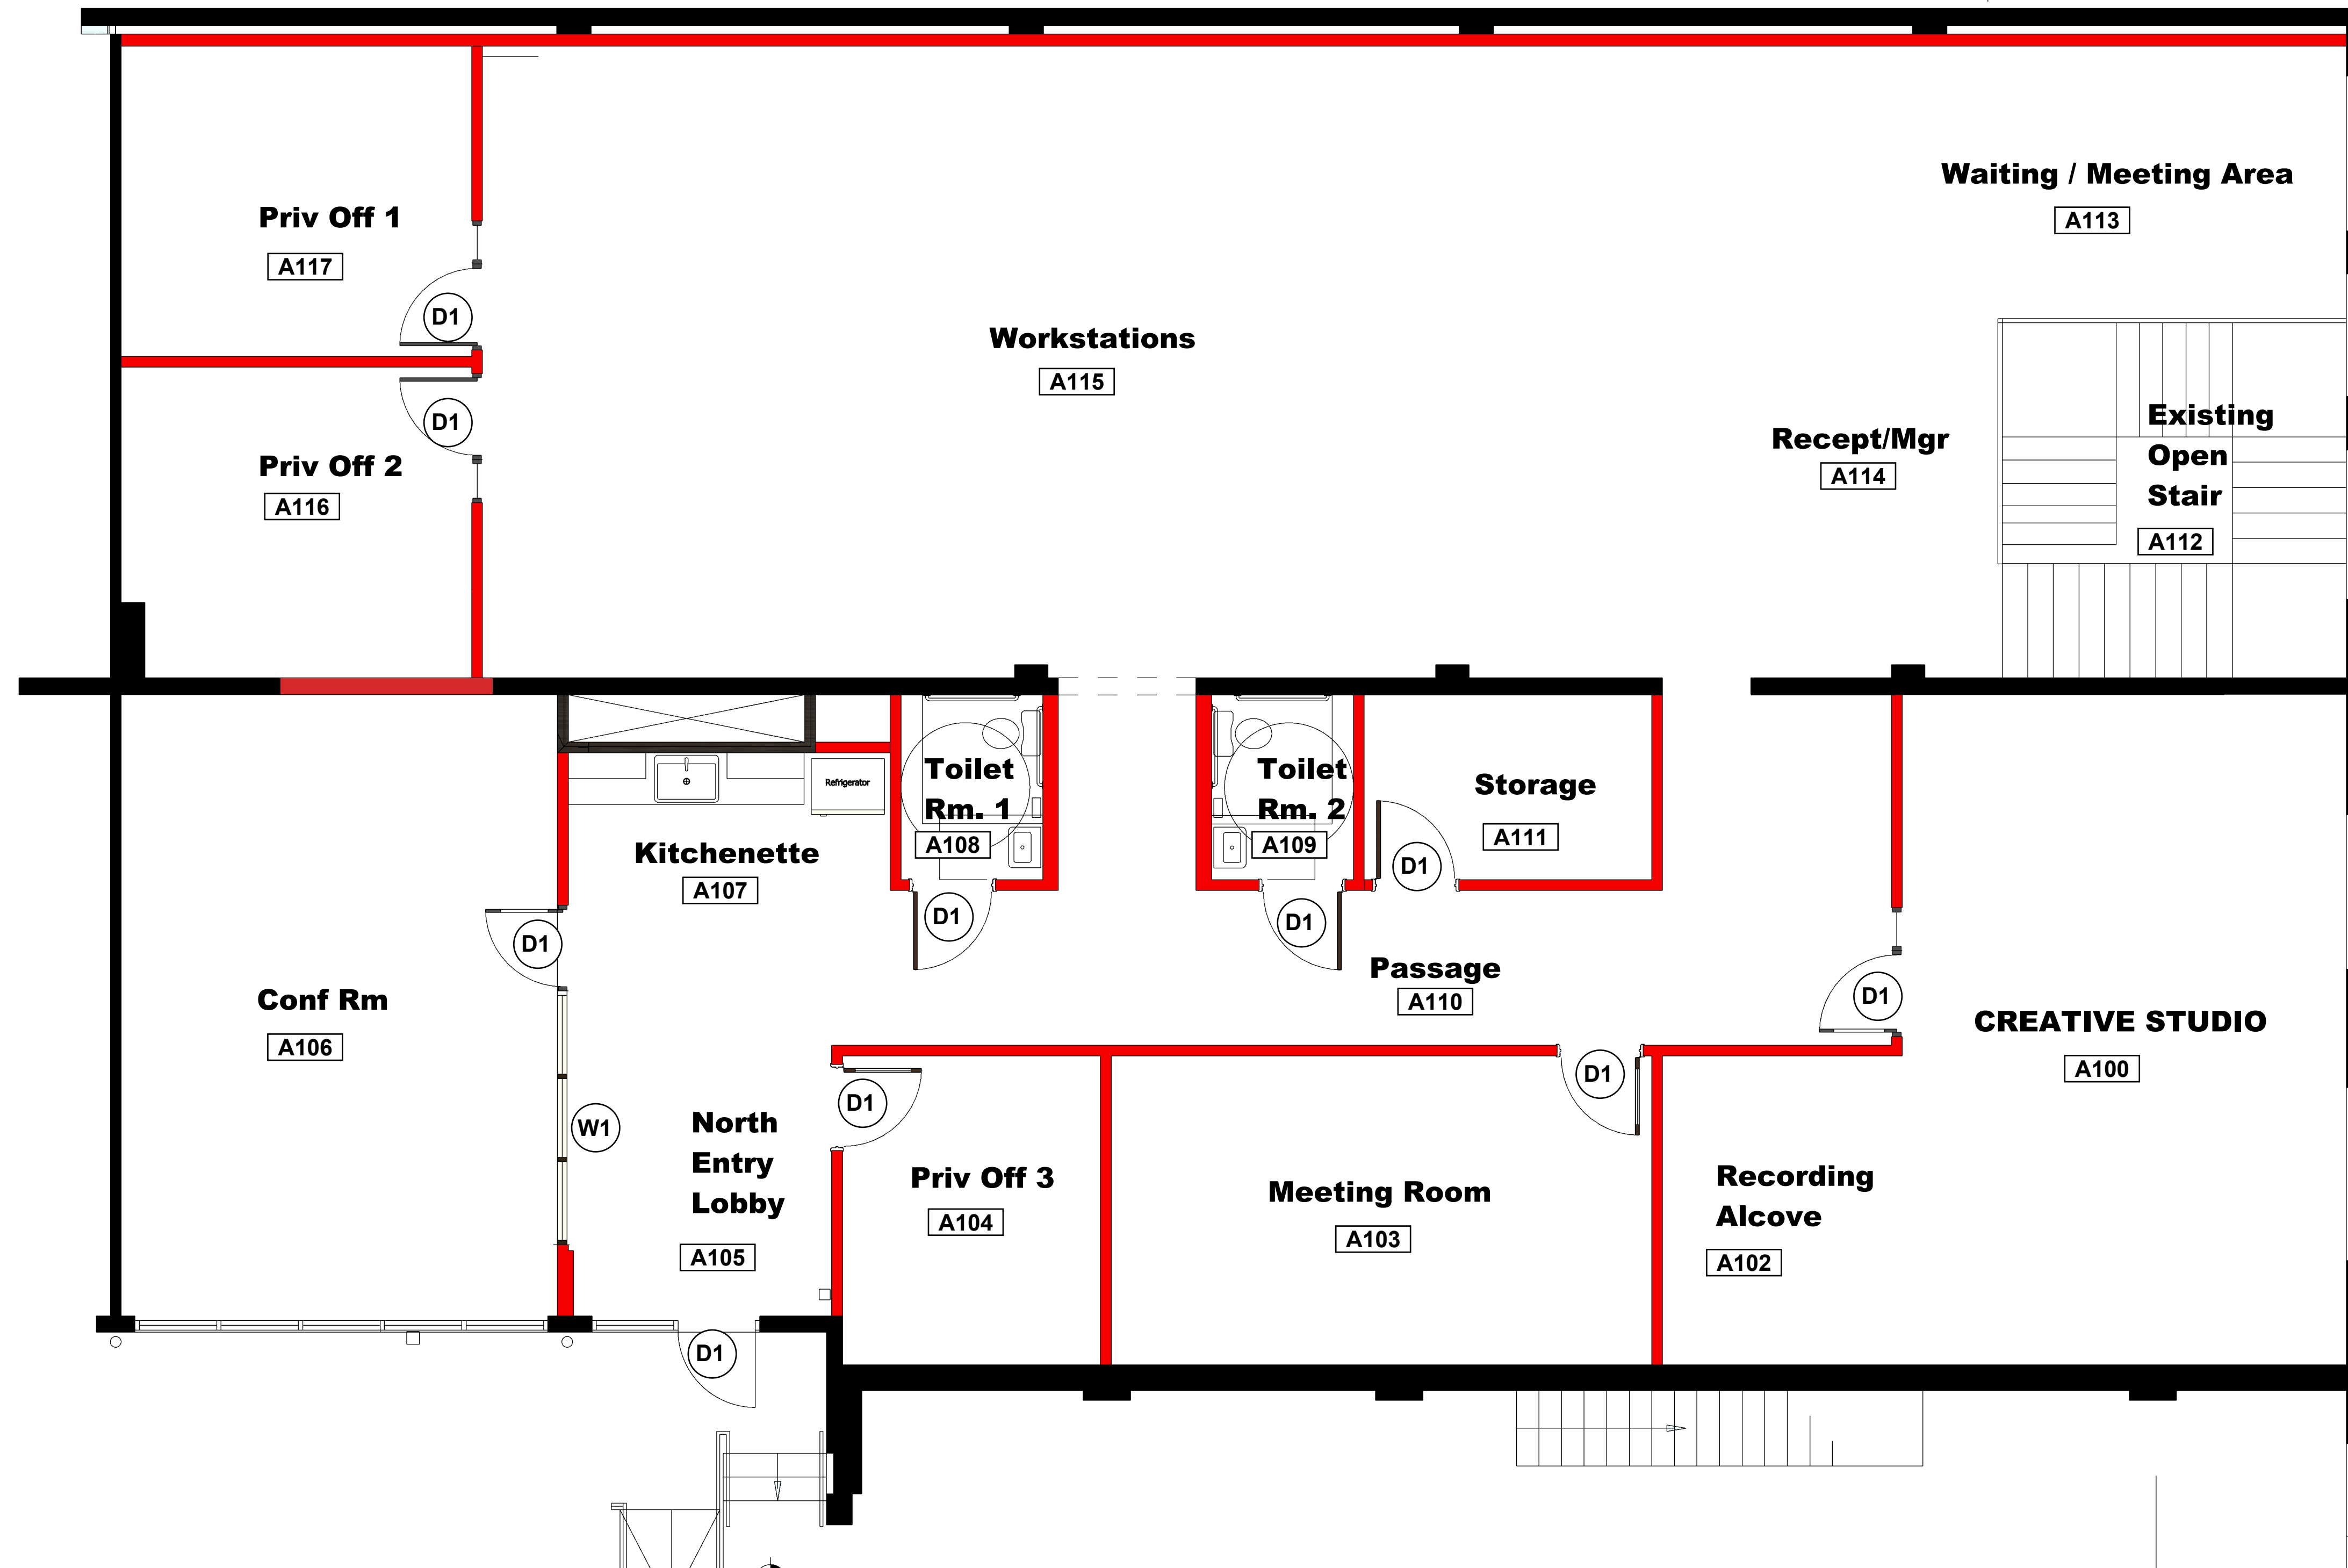 Waiting / Meeting Area
A113
Priv Off 1
A117
D1
Workstations
A115
D1
Recept/Mgr
A114
Existing
Open
Stair
A112
Priv Off 2
A116
Refrigerator
Toilet
Rm. 1
A108
Toilet
Rm. 2
A109
Storage
A111
D1
Kitchenette
A107
D1
D1
D1
Passage
A110
D1
Conf Rm
A106
CREATIVE STUDIO
A100
D1
D1
W1
North
Entry
Lobby
A105
Priv Off 3
A104
Meeting Room
A103
Recording
Alcove
A102
D1